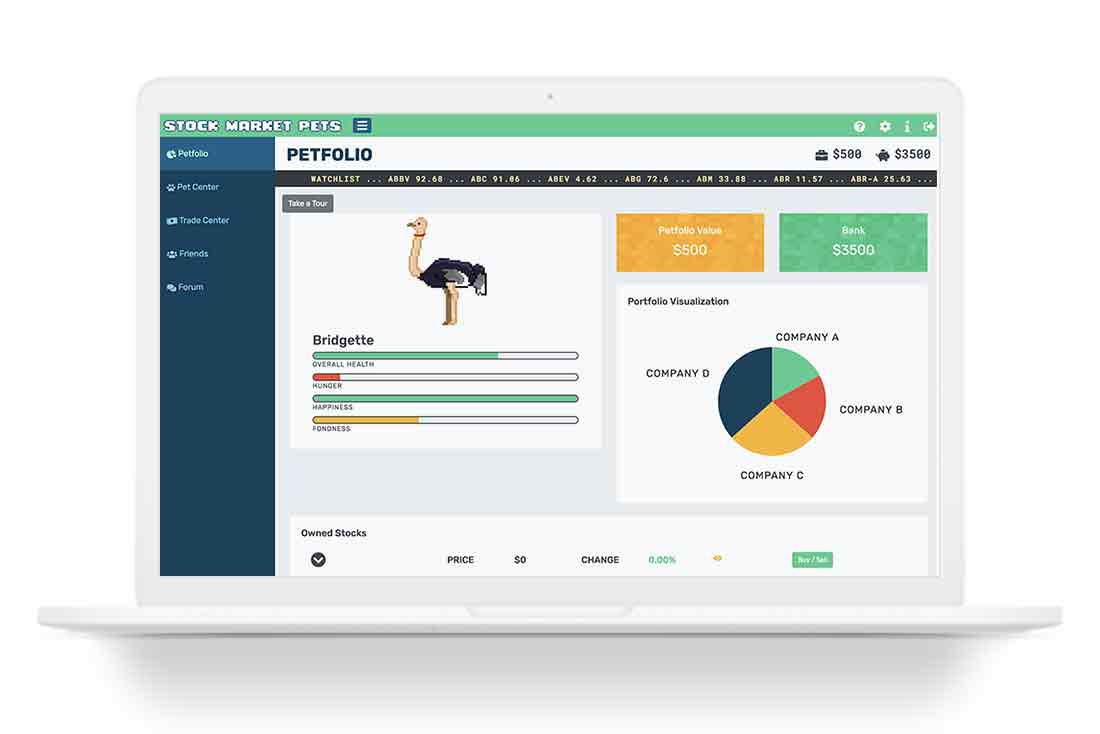 STOCK MARKET PETS
Petfolio
Pet Center
Trade Center
Friends
Forum
PETFOLIO
$500 $3500
WATCHLIST ... ABBV 92.68 ... ABC 91.06 ... ABEV 4.62 ... ABG 72.6 ... ABM 33.88 ... ABR 11.57 ... ABR-A 25.63 ...
Take a Tour
Bridgette
OVERALL HEALTH
HUNGER
HAPPINESS
FONDNESS
Petfolio Value
$500
Bank
$3500
Portfolio Visualization
COMPANY A
COMPANY D
COMPANY B
COMPANY C
Owned Stocks
PRICE $0 CHANGE 0.00% Buy / Sell